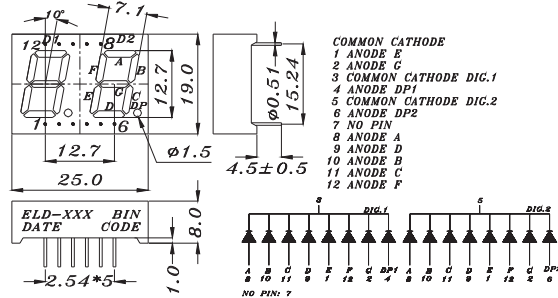 7.1
10°
12 D1 8 D2
A
F B
G
E C
D DP
1 6
12.7
19.0
12.7
25.0
ø1.5
ø0.51
15.24
4.5±0.5
COMMON CATHODE
1 ANODE E
2 ANODE G
3 COMMON CATHODE DIG.1
4 ANODE DP1
5 COMMON CATHODE DIG.2
6 ANODE DP2
7 NO PIN
8 ANODE A
9 ANODE D
10 ANODE B
11 ANODE C
12 ANODE F
ELD-XXX BIN
DATE CODE
8.0
1.0
2.54*5
3 5
DIG.1 DIG.2
A B C D E F G DP1 A B C D E F G DP2
8 10 11 9 1 12 2 4 8 10 11 9 1 12 2 6
NO PIN: 7